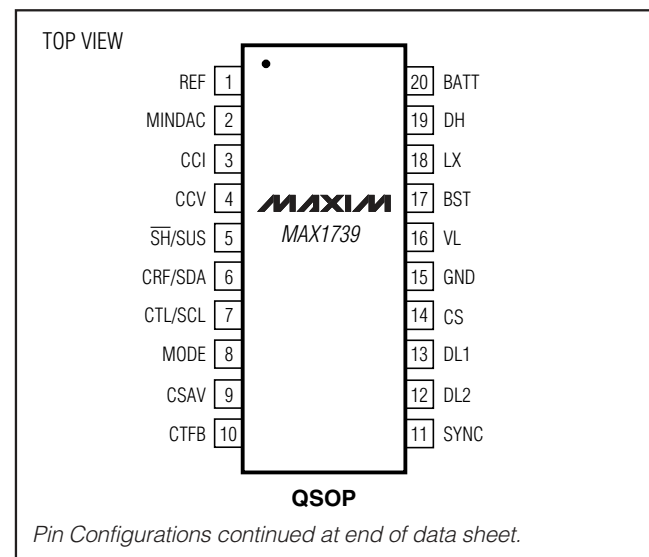 TOP VIEW
REF 1
MINDAC 2
CCI 3
CCV 4
S̅H̅/SUS 5
CRF/SDA 6
CTL/SCL 7
MODE 8
CSAV 9
CTFB 10
MAXIM
MAX1739
20 BATT
19 DH
18 LX
17 BST
16 VL
15 GND
14 CS
13 DL1
12 DL2
11 SYNC
QSOP
Pin Configurations continued at end of data sheet.